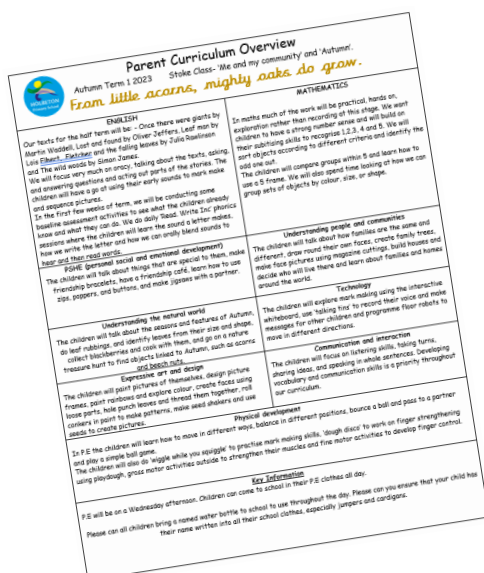 Parent Curriculum Overview
Autumn Term 1 2023 Stoke Class- 'Me and my community' and 'Autumn'.
From little acorns, mighty oaks do grow.
HOLBETON
ENGLISH
Our texts for the half term will be: - Once there were giants by
Martin Waddell, Lost and found by Oliver Jeffers, Leaf man by
Lois Elhert, Fletcher and the falling leaves by Julia Rawlinson
and The wild woods by Simon James.
We will focus very much on oracy, talking about the texts, asking,
and answering questions and acting out parts of the stories. The
children will have a go at using their early sounds to mark make
and sequence pictures.
In the first few weeks of term, we will be conducting some
baseline assessment activities to see what the children already
know and what they can do. We do daily 'Read, Write Inc' phonics
sessions where the children will learn the sound a letter makes,
how we write the letter and how we can orally blend sounds to
hear and then read words.
MATHEMATICS
In maths much of the work will be practical, hands on,
exploration rather than recording at this stage. We want
children to have a strong number sense and will build on
their subitising skills to recognise 1,2,3, 4 and 5. We will
sort objects according to different criteria and identify the
odd one out.
The children will compare groups within 5 and learn how to
use a 5 frame. We will also spend time looking at how we can
group sets of objects by colour, size, or shape.
PSHE (personal social and emotional development)
The children will talk about things that are special to them, make
friendship bracelets, have a friendship café, learn how to use
zips, poppers, and buttons, and make jigsaws with a partner.
Understanding people and communities
The children will talk about how families are the same and
different, draw round their own faces, create family trees,
make face pictures using magazine cuttings, build houses and
decide who will live there and learn about families and homes
around the world.
Understanding the natural world
The children will talk about the seasons and features of Autumn,
do leaf rubbings, and identify leaves from their size and shape,
collect blackberries and cook with them, and go on a nature
treasure hunt to find objects linked to Autumn, such as acorns
and beech nuts.
Technology
The children will explore mark making using the interactive
whiteboard, use 'talking tins' to record their voice and make
messages for other children and programme floor robots to
move in different directions.
Expressive art and design
The children will paint pictures of themselves, design picture
frames, paint rainbows and explore colour, create faces using
loose parts, hole punch leaves and thread them together, roll
conkers in paint to make patterns, make seed shakers and use
seeds to create pictures.
Communication and interaction
The children will focus on listening skills, taking turns,
sharing ideas, and speaking in whole sentences. Developing
vocabulary and communication skills is a priority throughout
our curriculum.
Physical development
In P.E the children will learn how to move in different ways, balance in different positions, bounce a ball and pass to a partner
and play a simple ball game.
The children will also do 'wiggle while you squiggle' to practise mark making skills, 'dough disco' to work on finger strengthening
using playdough, gross motor activities outside to strengthen their muscles and fine motor activities to develop finger control.
Key Information
P.E will be on a Wednesday afternoon. Children can come to school in their P.E clothes all day.
Please can all children bring a named water bottle to school to use throughout the day. Please can you ensure that your child has
their name written into all their school clothes, especially jumpers and cardigans.